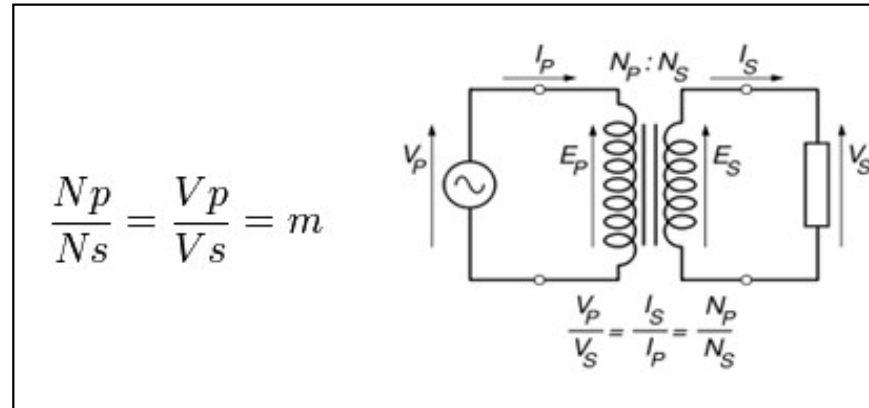 Np/Ns = Vp/Vs = m
I_P N_P : N_S I_S
V_P E_P E_S V_S
V_P/V_S = I_S/I_P = N_P/N_S